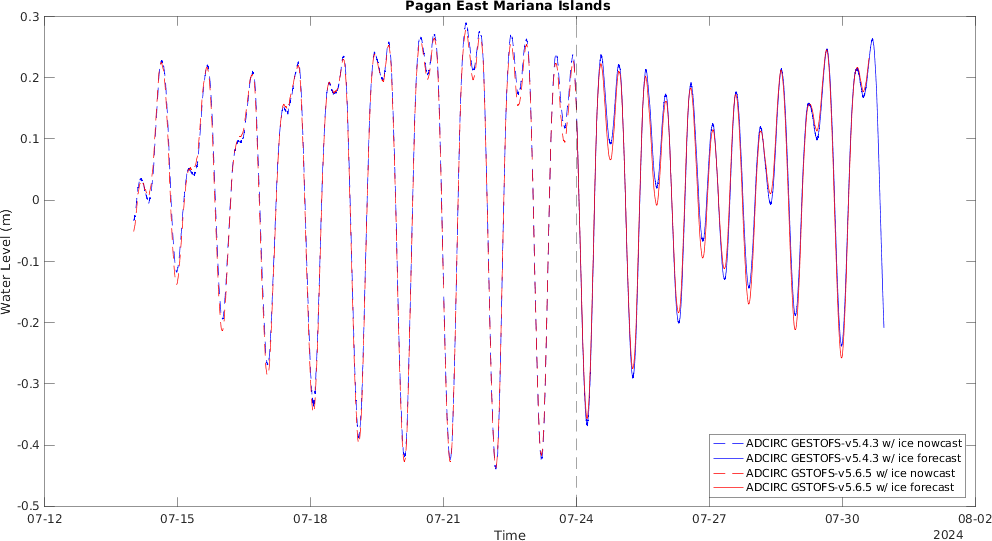 Pagan East Mariana Islands
0.3
0.2
0.1
0
-0.1
-0.2
-0.3
-0.4
-0.5
Water Level (m)
ADCIRC GESTOFS-v5.4.3 w/ ice nowcast
ADCIRC GESTOFS-v5.4.3 w/ ice forecast
ADCIRC GSTOFS-v5.6.5 w/ ice nowcast
ADCIRC GSTOFS-v5.6.5 w/ ice forecast
07-12 07-15 07-18 07-21 07-24 07-27 07-30 08-02
Time
2024